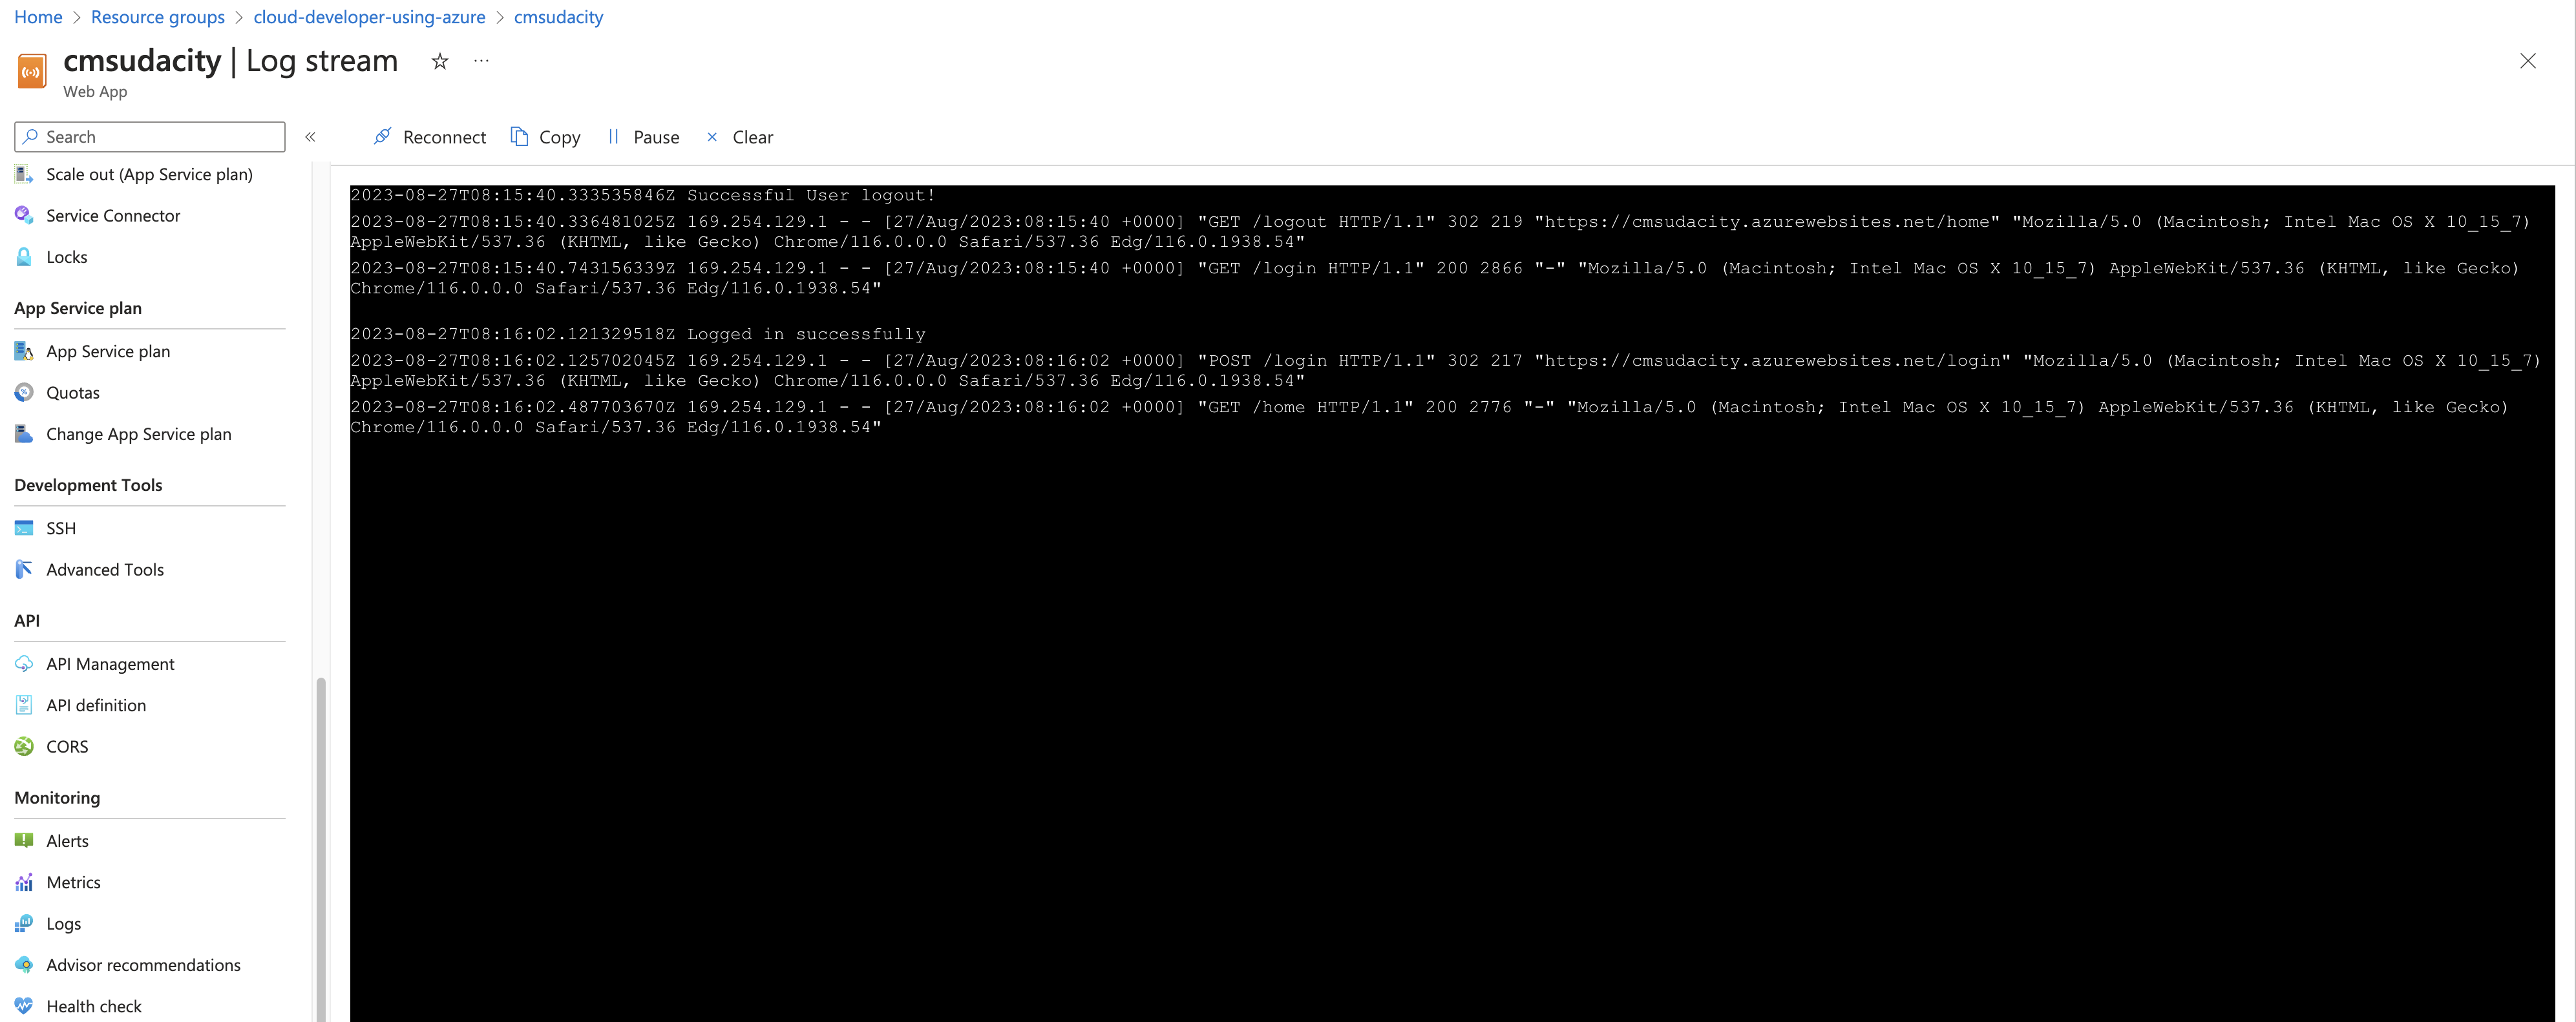 Home > Resource groups > cloud-developer-using-azure > cmsudacity
cmsudacity | Log stream
Web App
Search
Reconnect Copy Pause Clear
Scale out (App Service plan)
Service Connector
Locks
App Service plan
App Service plan
Quotas
Change App Service plan
Development Tools
SSH
Advanced Tools
API
API Management
API definition
CORS
Monitoring
Alerts
Metrics
Logs
Advisor recommendations
Health check
2023-08-27T08:15:40.333535846Z Successful User logout!
2023-08-27T08:15:40.336481025Z 169.254.129.1 - - [27/Aug/2023:08:15:40 +0000] "GET /logout HTTP/1.1" 302 219 "https://cmsudacity.azurewebsites.net/home" "Mozilla/5.0 (Macintosh; Intel Mac OS X 10_15_7)
AppleWebKit/537.36 (KHTML, like Gecko) Chrome/116.0.0.0 Safari/537.36 Edg/116.0.1938.54"
2023-08-27T08:15:40.743156339Z 169.254.129.1 - - [27/Aug/2023:08:15:40 +0000] "GET /login HTTP/1.1" 200 2866 "-" "Mozilla/5.0 (Macintosh; Intel Mac OS X 10_15_7) AppleWebKit/537.36 (KHTML, like Gecko)
Chrome/116.0.0.0 Safari/537.36 Edg/116.0.1938.54"
2023-08-27T08:16:02.121329518Z Logged in successfully
2023-08-27T08:16:02.125702045Z 169.254.129.1 - - [27/Aug/2023:08:16:02 +0000] "POST /login HTTP/1.1" 302 217 "https://cmsudacity.azurewebsites.net/login" "Mozilla/5.0 (Macintosh; Intel Mac OS X 10_15_7)
AppleWebKit/537.36 (KHTML, like Gecko) Chrome/116.0.0.0 Safari/537.36 Edg/116.0.1938.54"
2023-08-27T08:16:02.487703670Z 169.254.129.1 - - [27/Aug/2023:08:16:02 +0000] "GET /home HTTP/1.1" 200 2776 "-" "Mozilla/5.0 (Macintosh; Intel Mac OS X 10_15_7) AppleWebKit/537.36 (KHTML, like Gecko)
Chrome/116.0.0.0 Safari/537.36 Edg/116.0.1938.54"